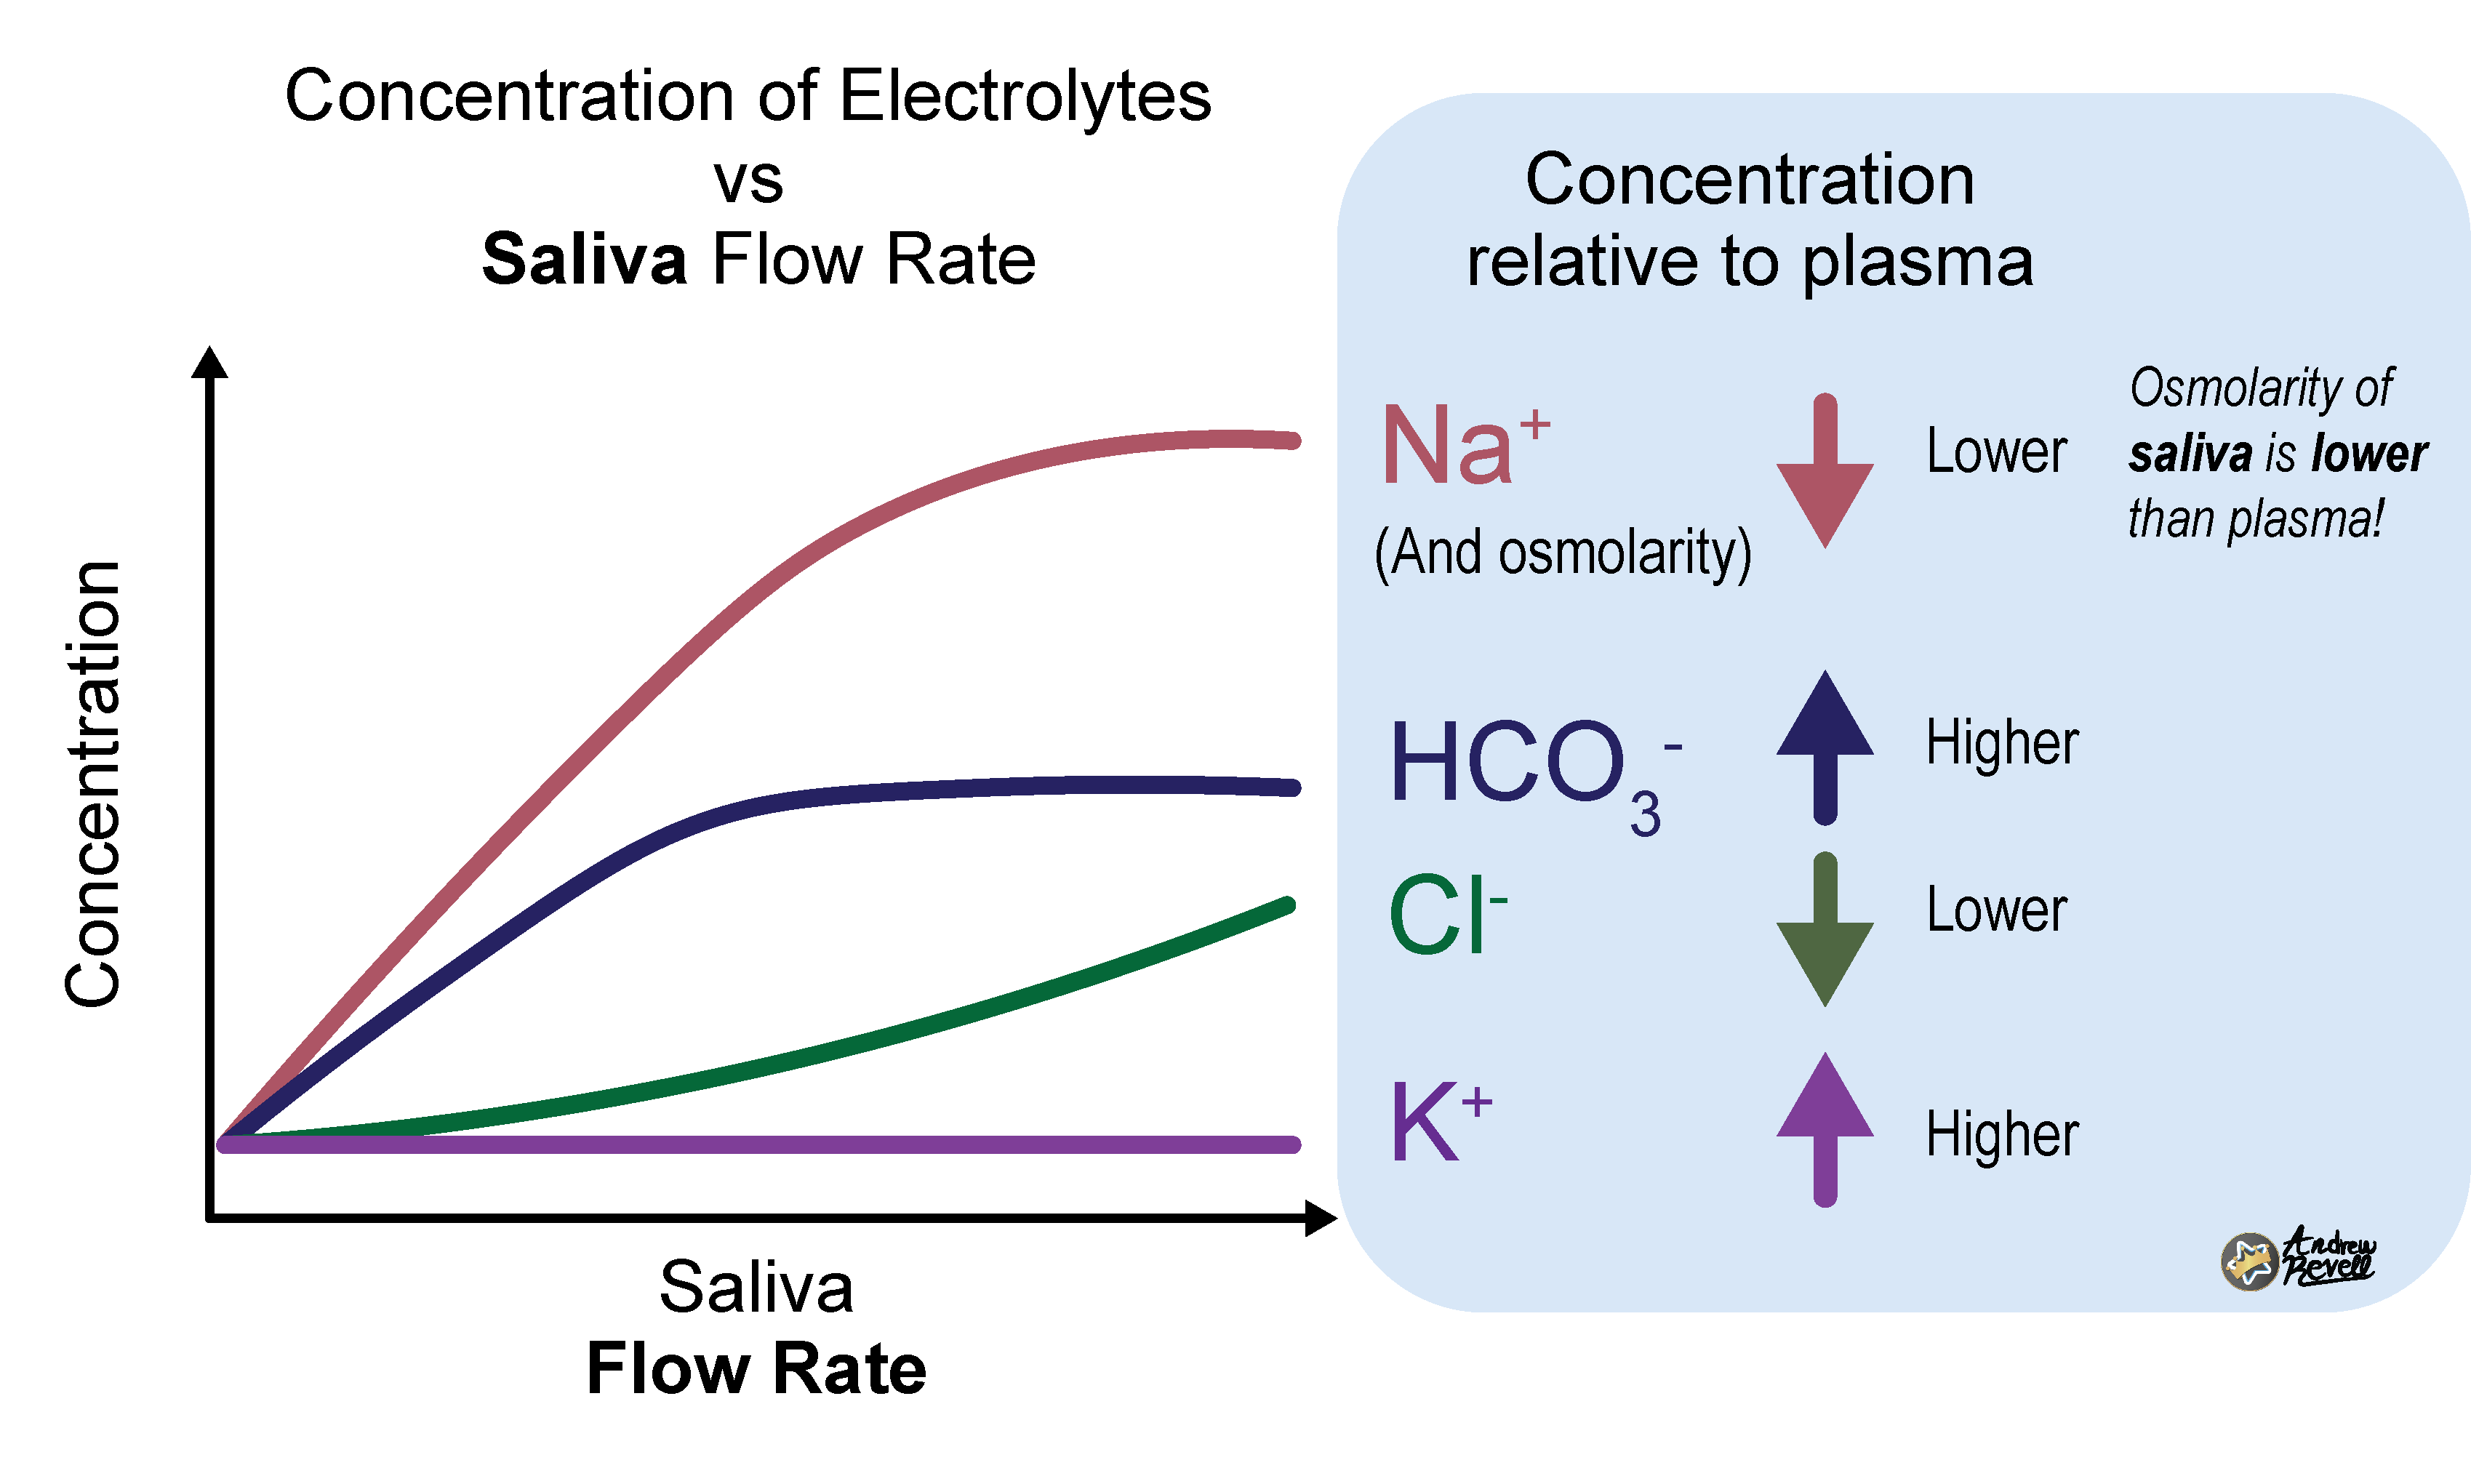 Concentration of Electrolytes
vs
Saliva Flow Rate
Concentration
Saliva
Flow Rate
Concentration
relative to plasma
Na⁺
(And osmolarity)
Lower
Osmolarity of
saliva is lower
than plasma!
HCO₃⁻
Higher
Cl⁻
Lower
K⁺
Higher
Andrew
Revell